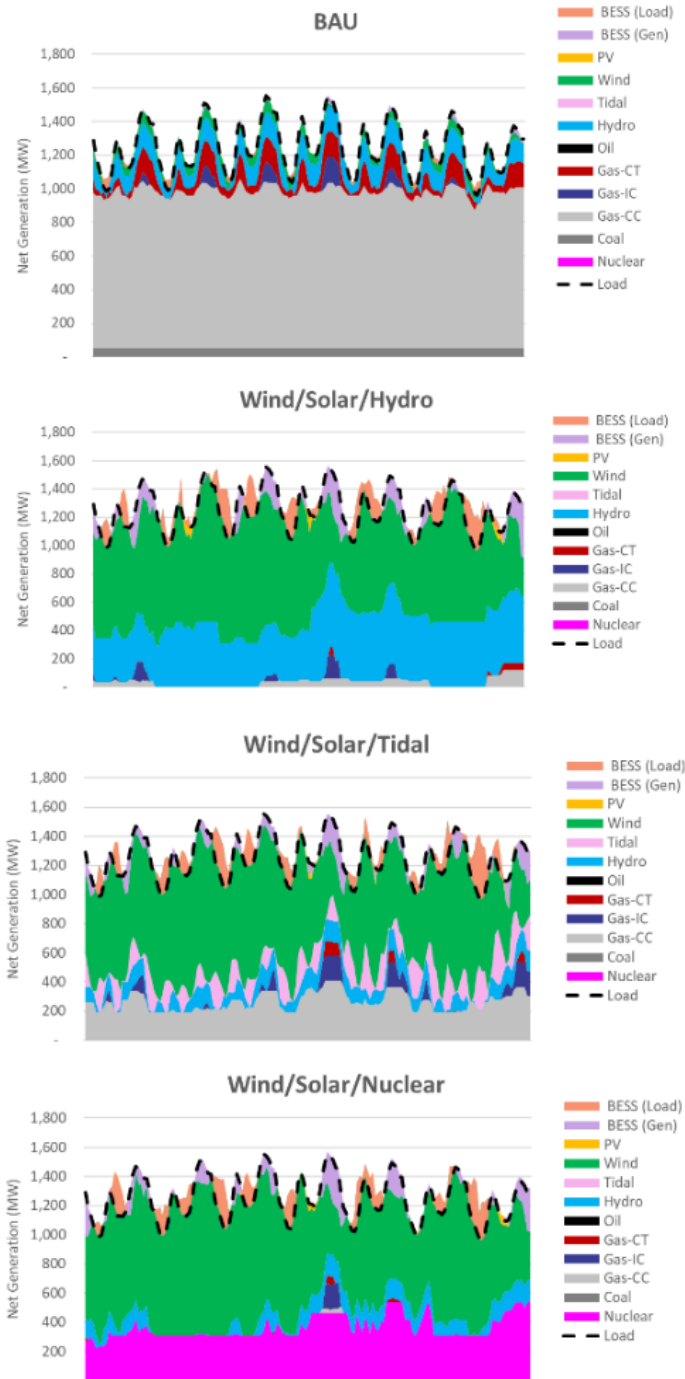 BAU
Net Generation (MW)
1,800
1,600
1,400
1,200
1,000
800
600
400
200
-
BESS (Load)
BESS (Gen)
PV
Wind
Tidal
Hydro
Oil
Gas-CT
Gas-IC
Gas-CC
Coal
Nuclear
Load
Wind/Solar/Hydro
Net Generation (MW)
1,800
1,600
1,400
1,200
1,000
800
600
400
200
-
BESS (Load)
BESS (Gen)
PV
Wind
Tidal
Hydro
Oil
Gas-CT
Gas-IC
Gas-CC
Coal
Nuclear
Load
Wind/Solar/Tidal
Net Generation (MW)
1,800
1,600
1,400
1,200
1,000
800
600
400
200
-
BESS (Load)
BESS (Gen)
PV
Wind
Tidal
Hydro
Oil
Gas-CT
Gas-IC
Gas-CC
Coal
Nuclear
Load
Wind/Solar/Nuclear
Net Generation (MW)
1,800
1,600
1,400
1,200
1,000
800
600
400
200
BESS (Load)
BESS (Gen)
PV
Wind
Tidal
Hydro
Oil
Gas-CT
Gas-IC
Gas-CC
Coal
Nuclear
Load